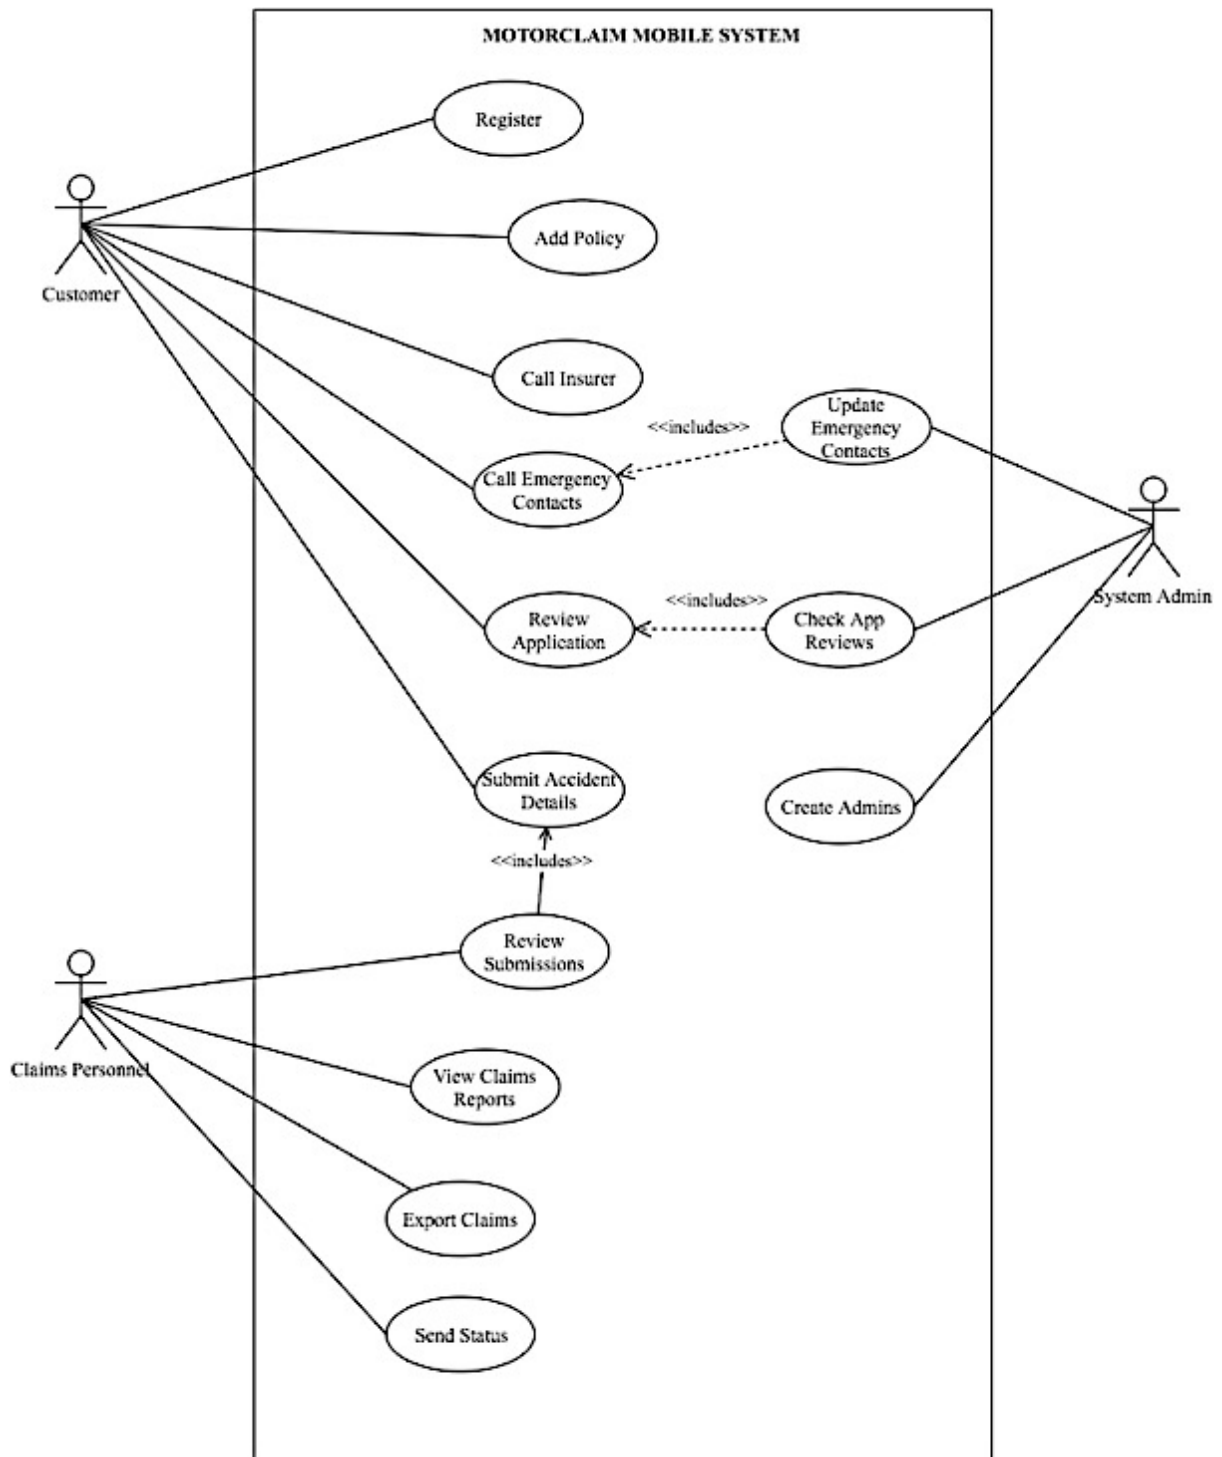 MOTORCLAIM MOBILE SYSTEM
Register
Customer
Add Policy
Call Insurer
Update
Emergency
Contacts
<<includes>>
Call Emergency
Contacts
System Admin
Review
Application
<<includes>>
Check App
Reviews
Submit Accident
Details
Create Admins
<<includes>>
Review
Submissions
Claims Personnel
View Claims
Reports
Export Claims
Send Status